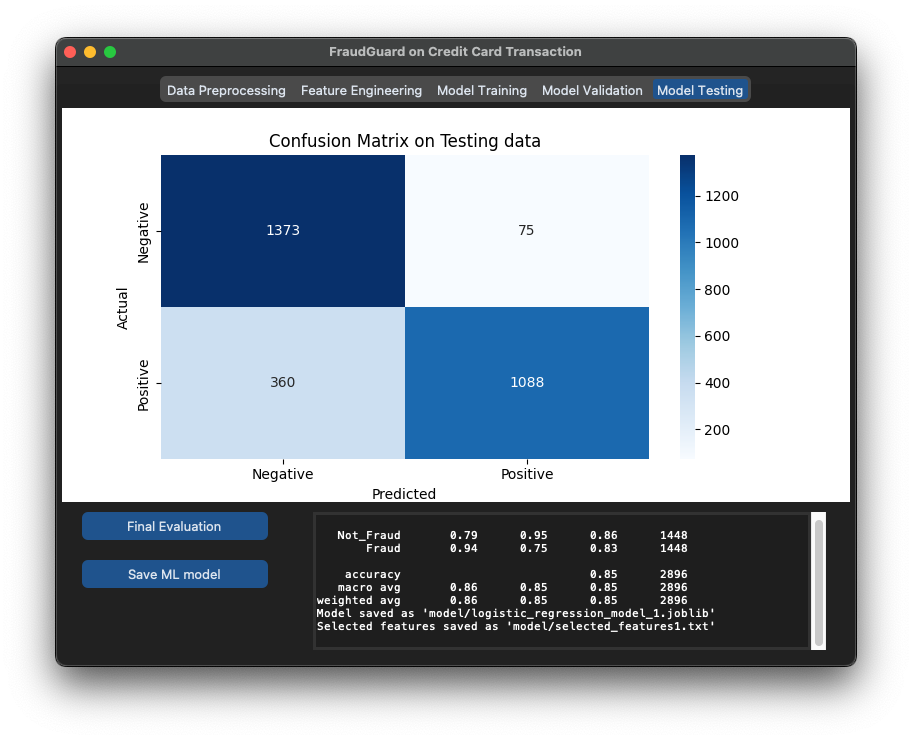 FraudGuard on Credit Card Transaction
Data Preprocessing Feature Engineering Model Training Model Validation Model Testing
Confusion Matrix on Testing data
Negative 1373 75
Actual
Positive 360 1088
Negative Positive
Predicted
1200
1000
800
600
400
200
Final Evaluation
Save ML model
Not_Fraud 0.79 0.95 0.86 1448
Fraud 0.94 0.75 0.83 1448
accuracy 0.85 2896
macro avg 0.86 0.85 0.85 2896
weighted avg 0.86 0.85 0.85 2896
Model saved as 'model/logistic_regression_model_1.joblib'
Selected features saved as 'model/selected_features1.txt'